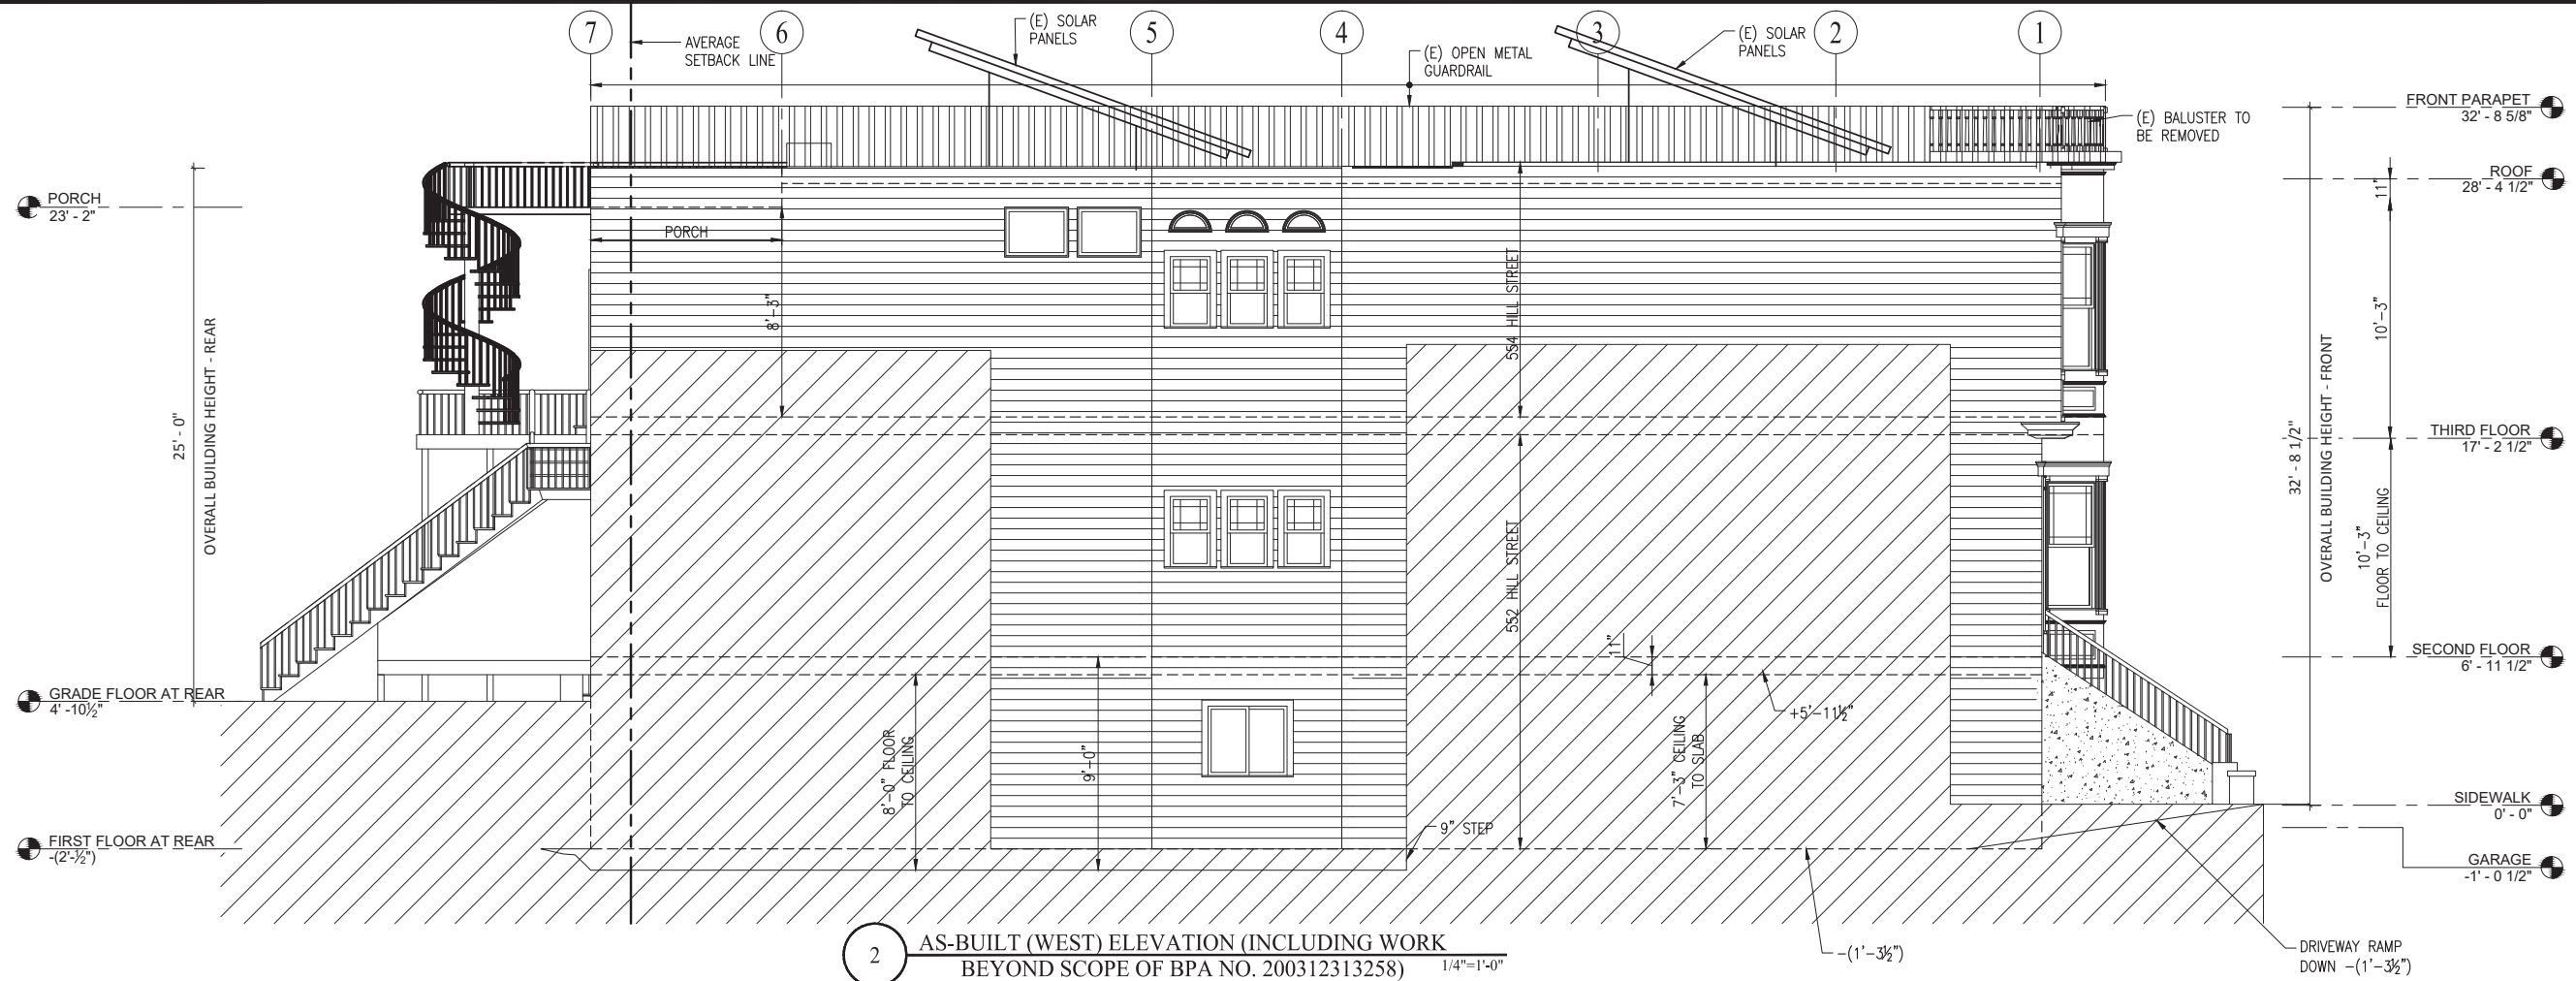 7
AVERAGE
SETBACK LINE
6
(E) SOLAR
PANELS
5
4
(E) OPEN METAL
GUARDRAIL
3
(E) SOLAR
PANELS
2
1
(E) BALUSTER TO
BE REMOVED
FRONT PARAPET
32' - 8 5/8"
ROOF
28' - 4 1/2"
11"
PORCH
23' - 2"
PORCH
8'-3"
554 HILL STREET
10'-3"
OVERALL BUILDING HEIGHT - REAR
25' - 0"
32' - 8 1/2"
OVERALL BUILDING HEIGHT - FRONT
THIRD FLOOR
17' - 2 1/2"
10'-3"
FLOOR TO CEILING
552 HILL STREET
11"
SECOND FLOOR
6' - 11 1/2"
GRADE FLOOR AT REAR
4' -10½"
+5'-11½"
8'-0" FLOOR
TO CEILING
9'-0"
7'-3" CEILING
TO SLAB
9" STEP
SIDEWALK
0' - 0"
FIRST FLOOR AT REAR
-(2'-½")
GARAGE
-1' - 0 1/2"
2
AS-BUILT (WEST) ELEVATION (INCLUDING WORK
BEYOND SCOPE OF BPA NO. 200312313258)
1/4"=1'-0"
-(1'-3½")
DRIVEWAY RAMP
DOWN -(1'-3½")